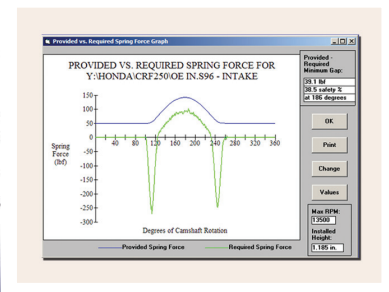 Provided vs. Required Spring Force Graph
PROVIDED VS. REQUIRED SPRING FORCE FOR
Y:\HONDA\CRF250\OE IN.S96 - INTAKE
Provided -
Required
Minimum Gap:
39.1 lbf
38.5 safety %
at 186 degrees
OK
Print
Change
Values
Max RPM:
13500
Installed
Height:
1.185 in.
150
100
50
0
-50
-100
-150
-200
-250
-300
Spring
Force
(lbf)
40 80 120 160 200 240 280 320 360
Degrees of Camshaft Rotation
Provided Spring Force
Required Spring Force